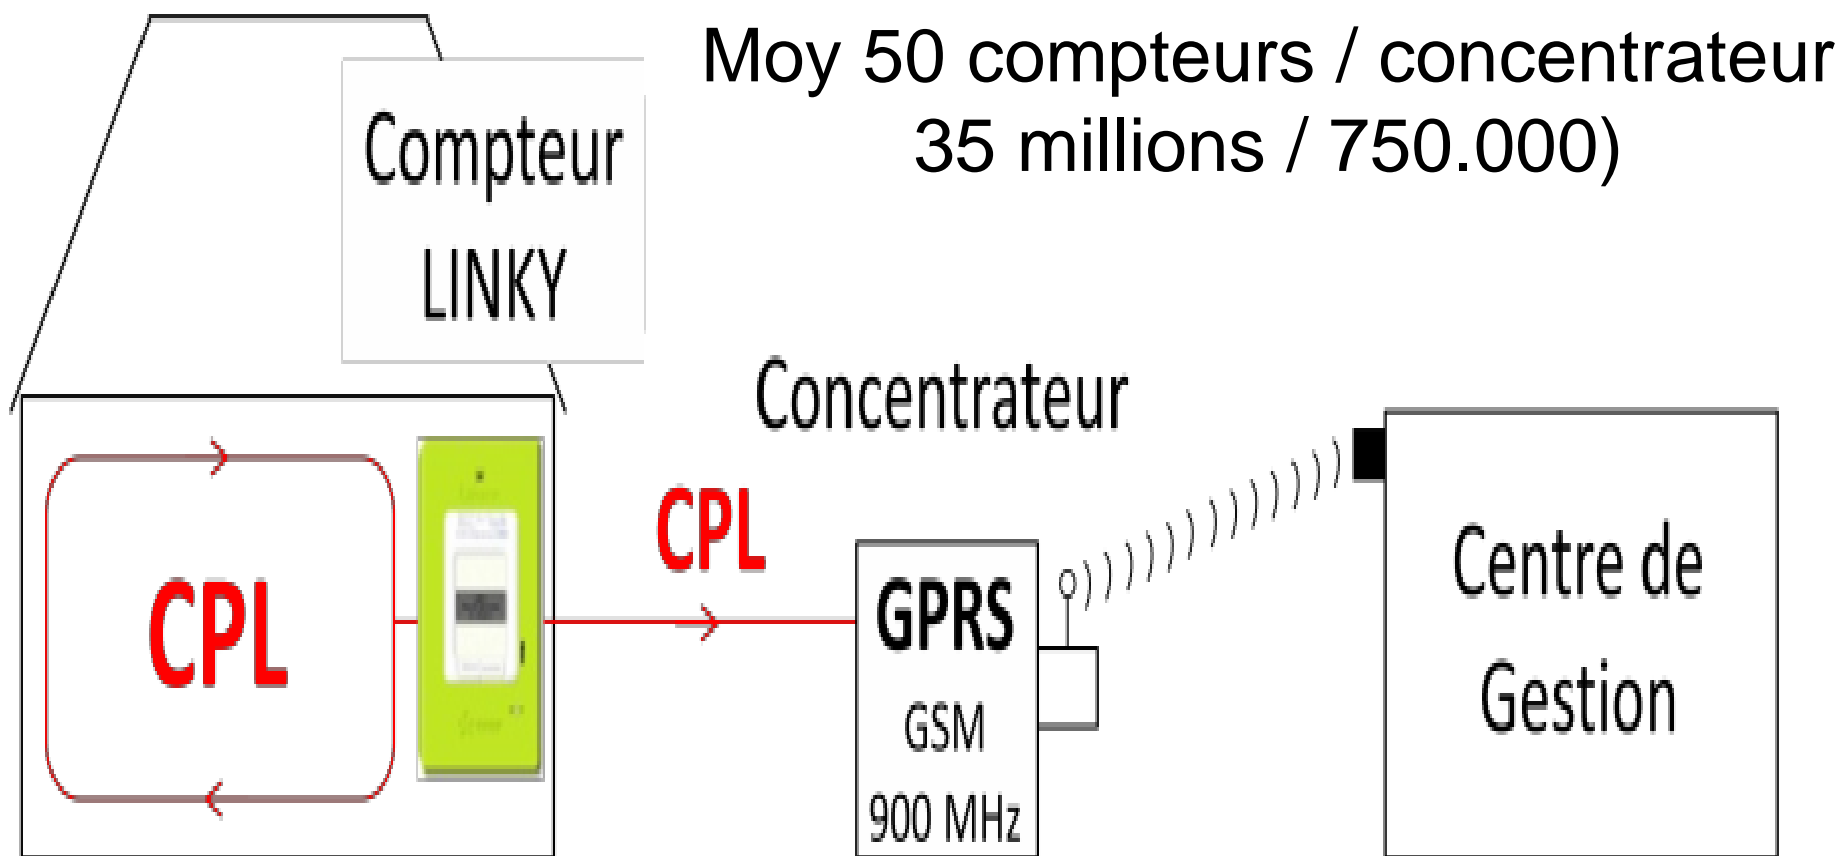 Moy 50 compteurs / concentrateur
35 millions / 750.000)
Compteur
LINKY
Concentrateur
CPL
CPL
GPRS
GSM
900 MHz
Centre de
Gestion